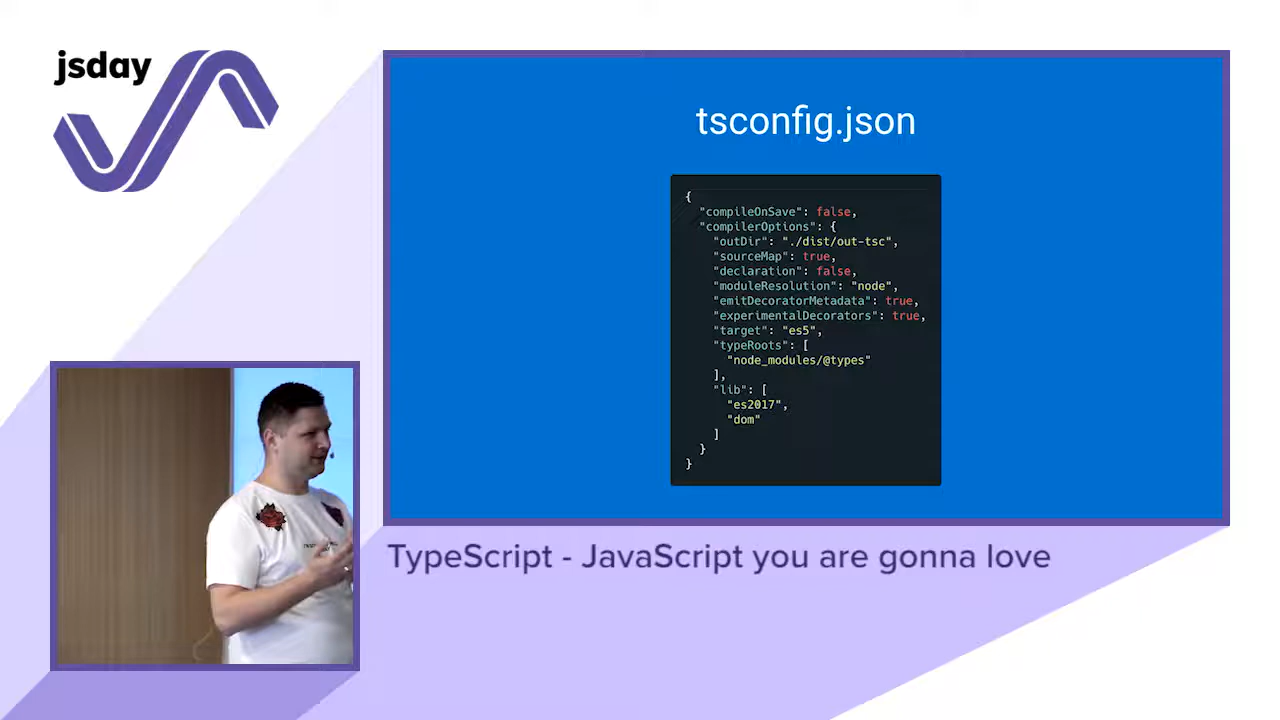 jsday
tsconfig.json
{
"compileOnSave": false,
"compilerOptions": {
"outDir": "./dist/out-tsc",
"sourceMap": true,
"declaration": false,
"moduleResolution": "node",
"emitDecoratorMetadata": true,
"experimentalDecorators": true,
"target": "es5",
"typeRoots": [
"node_modules/@types"
],
"lib": [
"es2017",
"dom"
]
}
}
TypeScript - JavaScript you are gonna love